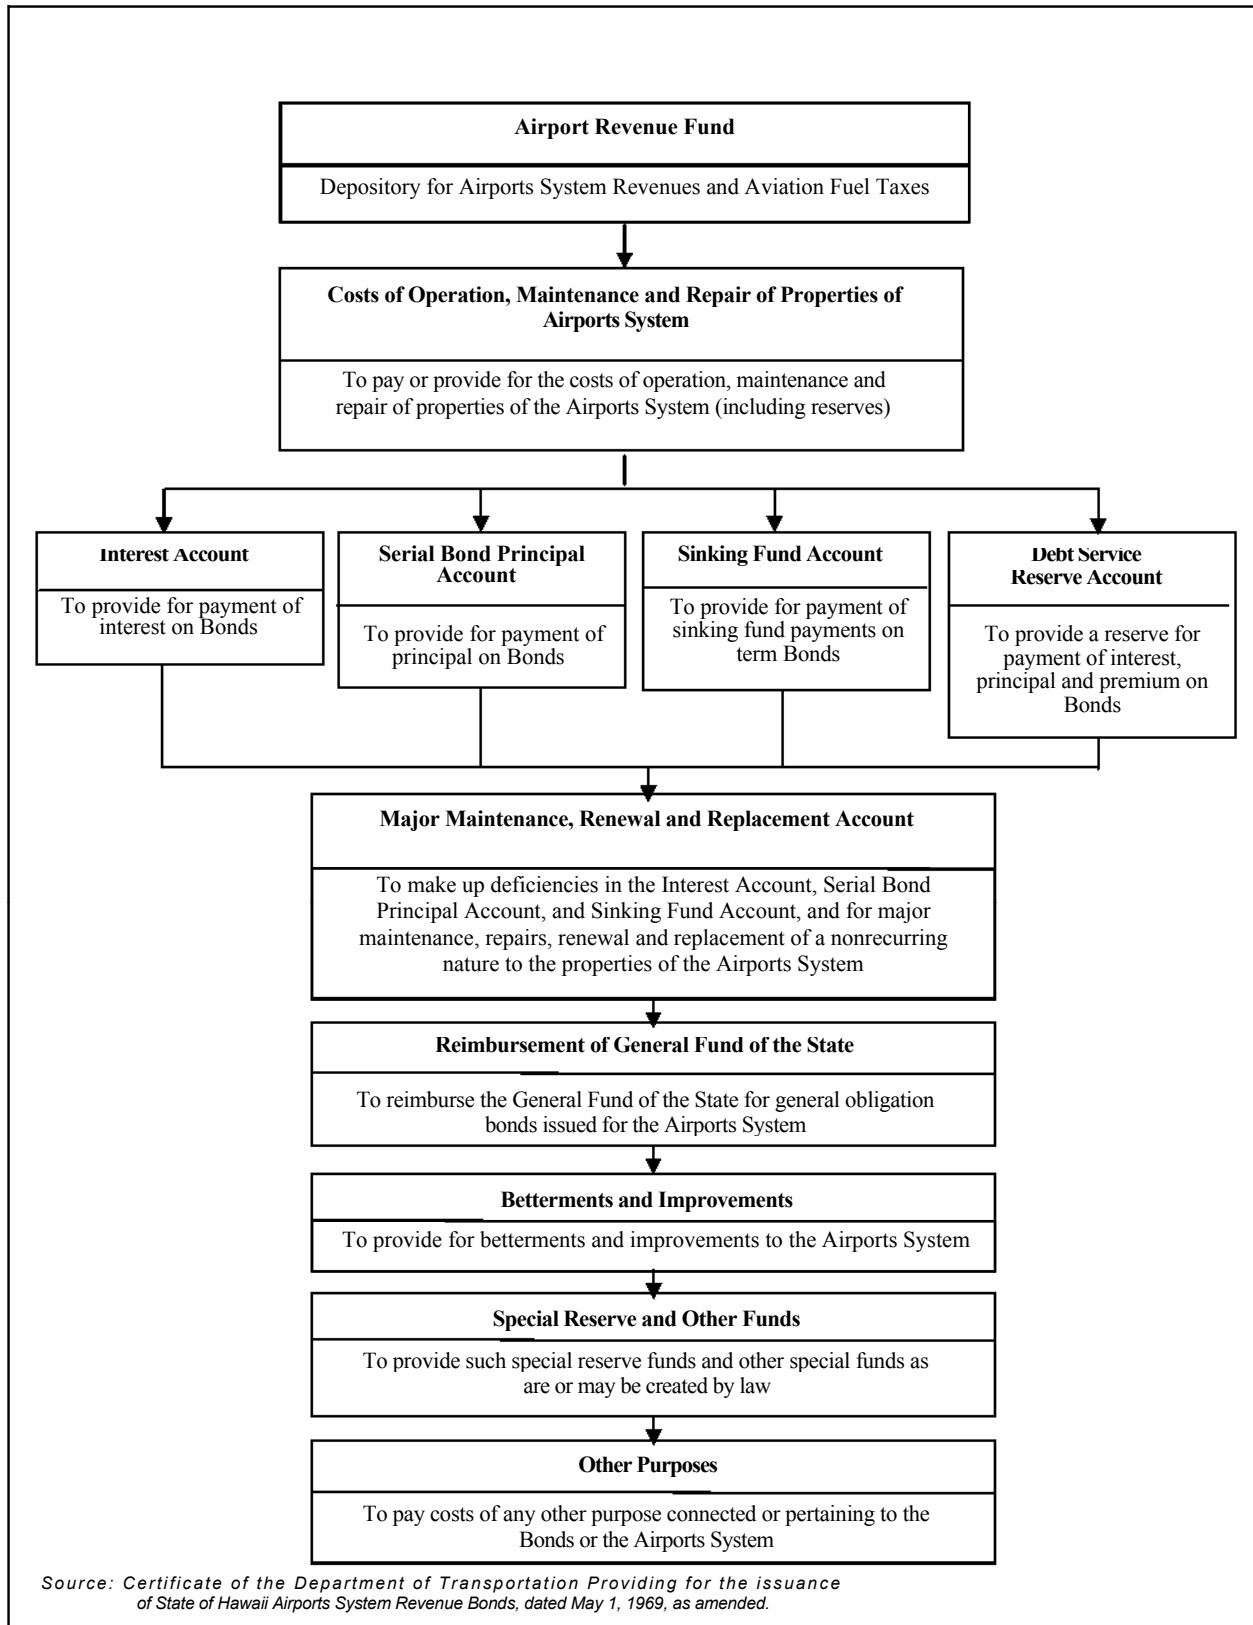 Airport Revenue Fund
Depository for Airports System Revenues and Aviation Fuel Taxes
Costs of Operation, Maintenance and Repair of Properties of
Airports System
To pay or provide for the costs of operation, maintenance and
repair of properties of the Airports System (including reserves)
Interest Account
To provide for payment of
interest on Bonds
Serial Bond Principal
Account
To provide for payment of
principal on Bonds
Sinking Fund Account
To provide for payment of
sinking fund payments on
term Bonds
Debt Service
Reserve Account
To provide a reserve for
payment of interest,
principal and premium on
Bonds
Major Maintenance, Renewal and Replacement Account
To make up deficiencies in the Interest Account, Serial Bond
Principal Account, and Sinking Fund Account, and for major
maintenance, repairs, renewal and replacement of a nonrecurring
nature to the properties of the Airports System
Reimbursement of General Fund of the State
To reimburse the General Fund of the State for general obligation
bonds issued for the Airports System
Betterments and Improvements
To provide for betterments and improvements to the Airports System
Special Reserve and Other Funds
To provide such special reserve funds and other special funds as
are or may be created by law
Other Purposes
To pay costs of any other purpose connected or pertaining to the
Bonds or the Airports System
Source: Certificate of the Department of Transportation Providing for the issuance
of State of Hawaii Airports System Revenue Bonds, dated May 1, 1969, as amended.